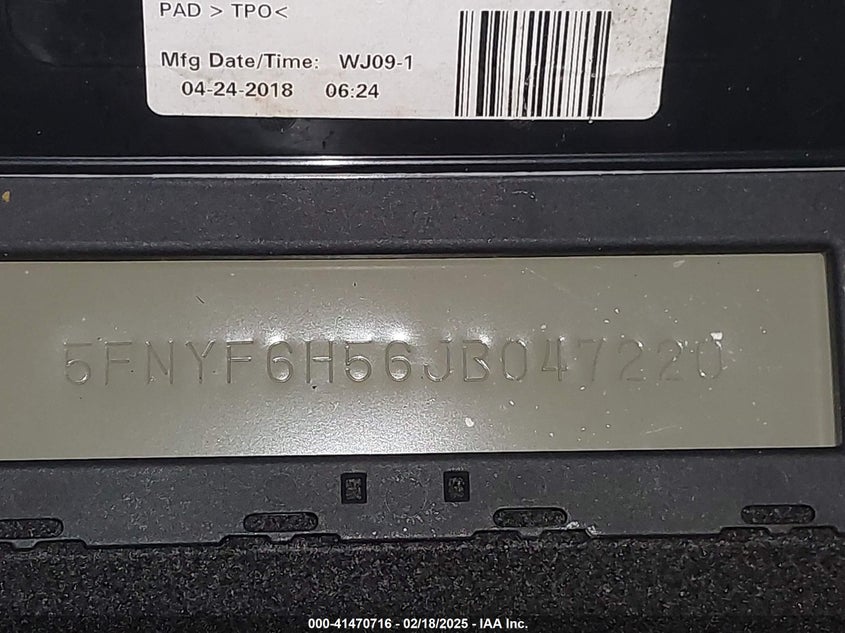 PAD > TPO<
Mfg Date/Time: WJ09-1
04-24-2018 06:24
5FNYF6H56JB047220
000-41470716 - 02/18/2025 - IAA Inc.